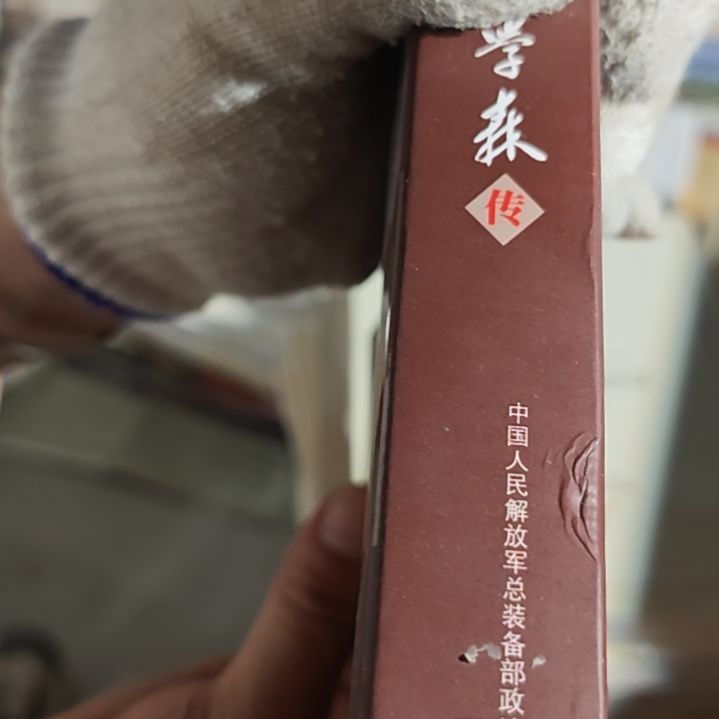 学森
传
中国人民解放军总装备部政